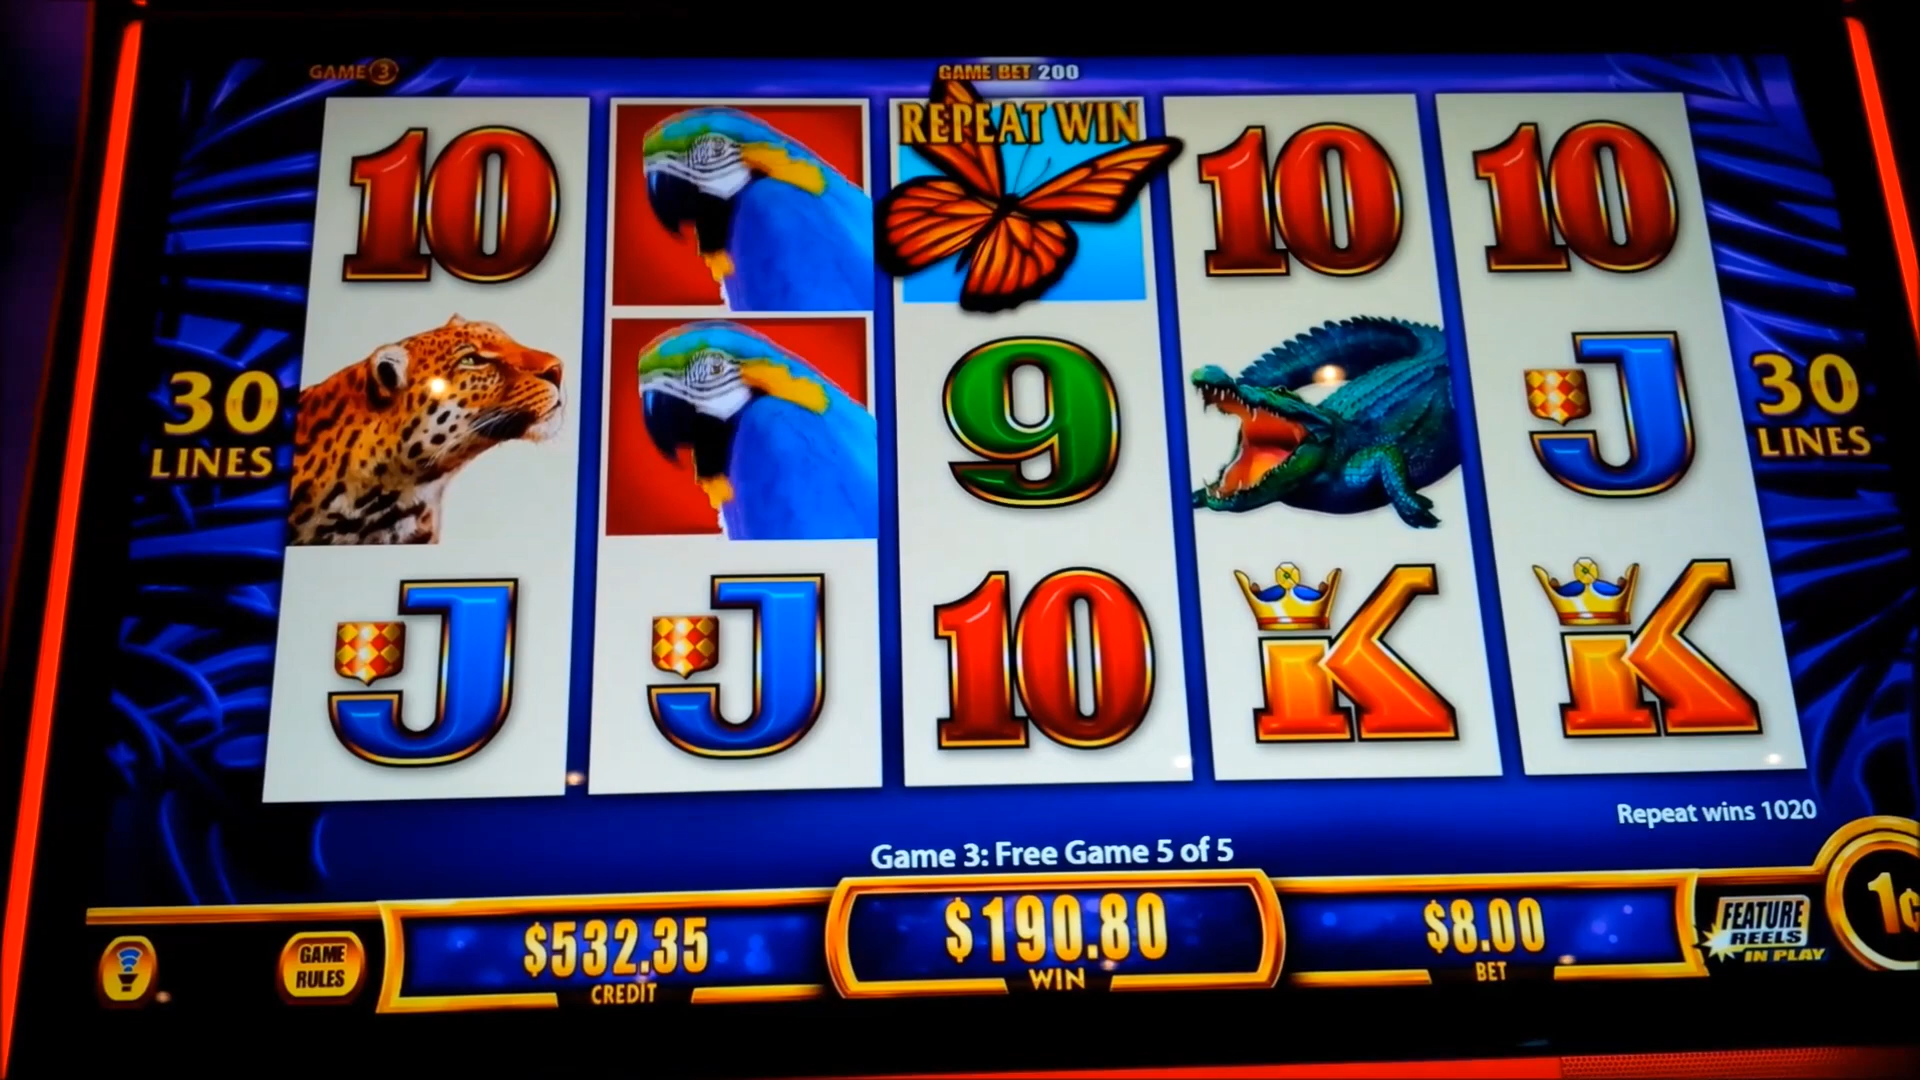 GAME 3
GAME BET 200
REPEAT WIN
10 10 10
30 LINES
9
J
30 LINES
J J 10 K K
Repeat wins 1020
Game 3: Free Game 5 of 5
GAME RULES
$532.35
CREDIT
$190.80
WIN
$8.00
BET
FEATURE
REELS
IN PLAY
1¢